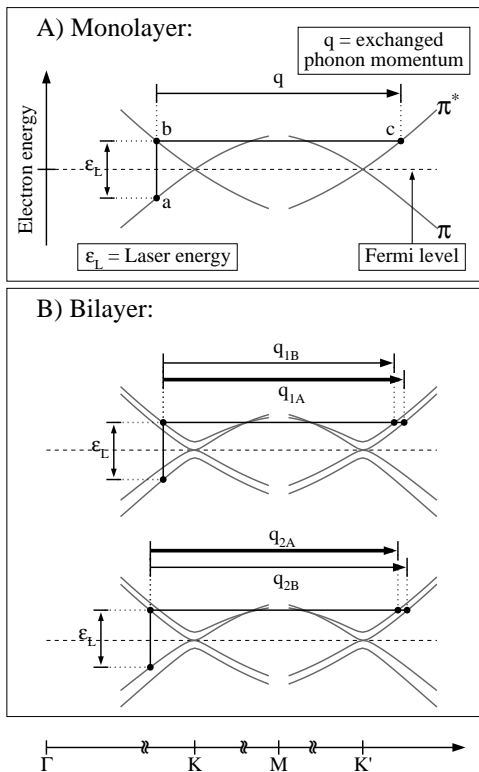 A) Monolayer:
q = exchanged
phonon momentum
q
π*
b
c
Electron energy
ε_L
a
ε_L = Laser energy
Fermi level
π
B) Bilayer:
q_1B
q_1A
ε_L
q_2A
q_2B
ε_L
Γ
K
M
K'